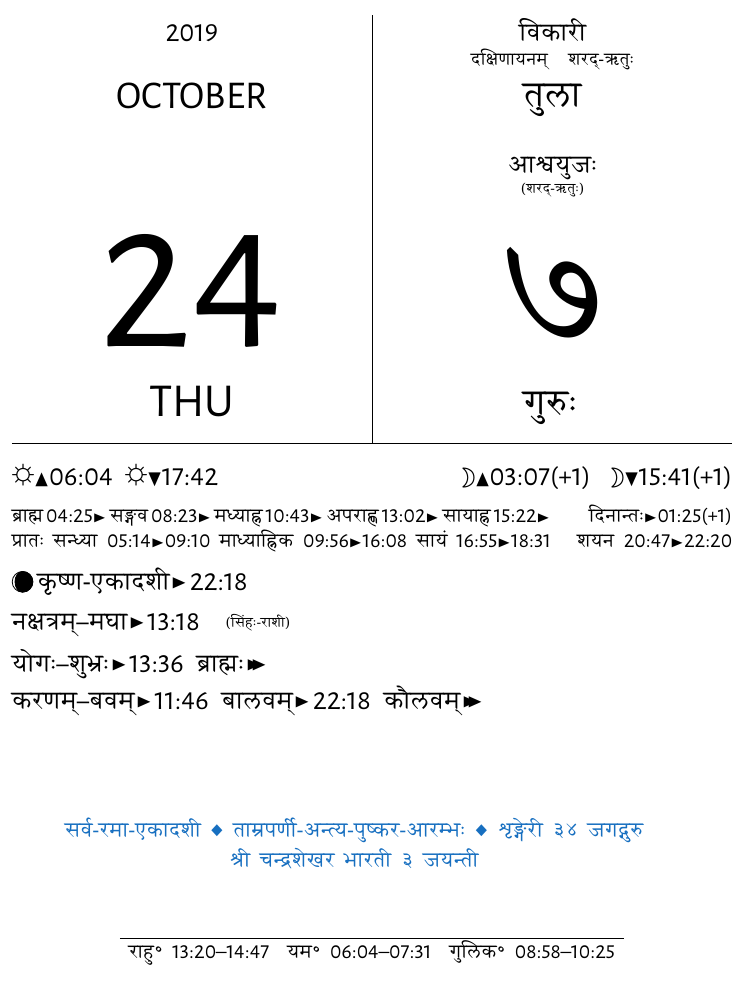 2019
OCTOBER
24
THU
विकारी
दक्षिणायनम् शरद्-ऋतुः
तुला
आश्वयुजः
(शरद्-ऋतुः)
७
गुरुः
☼▲06:04 ☼▼17:42 ☽▲03:07(+1) ☽▼15:41(+1)
ब्राह्म 04:25► सङ्गव 08:23► मध्याह्न 10:43► अपराह्ण 13:02► सायाह्न 15:22► दिनान्तः►01:25(+1)
प्रातः सन्ध्या 05:14►09:10 माध्याह्निक 09:56►16:08 सायं 16:55►18:31 शयन 20:47►22:20
कृष्ण-एकादशी► 22:18
नक्षत्रम्–मघा►13:18 (सिंहः-राशी)
योगः–शुभ्रः►13:36 ब्राह्मः►►
करणम्–बवम्►11:46 बालवम्►22:18 कौलवम्►►
सर्व-रमा-एकादशी ◆ ताम्रपर्णी-अन्त्य-पुष्कर-आरम्भः ◆ शृङ्गेरी ३४ जगद्गुरु
श्री चन्द्रशेखर भारती ३ जयन्ती
राहु° 13:20–14:47 यम° 06:04–07:31 गुलिक° 08:58–10:25